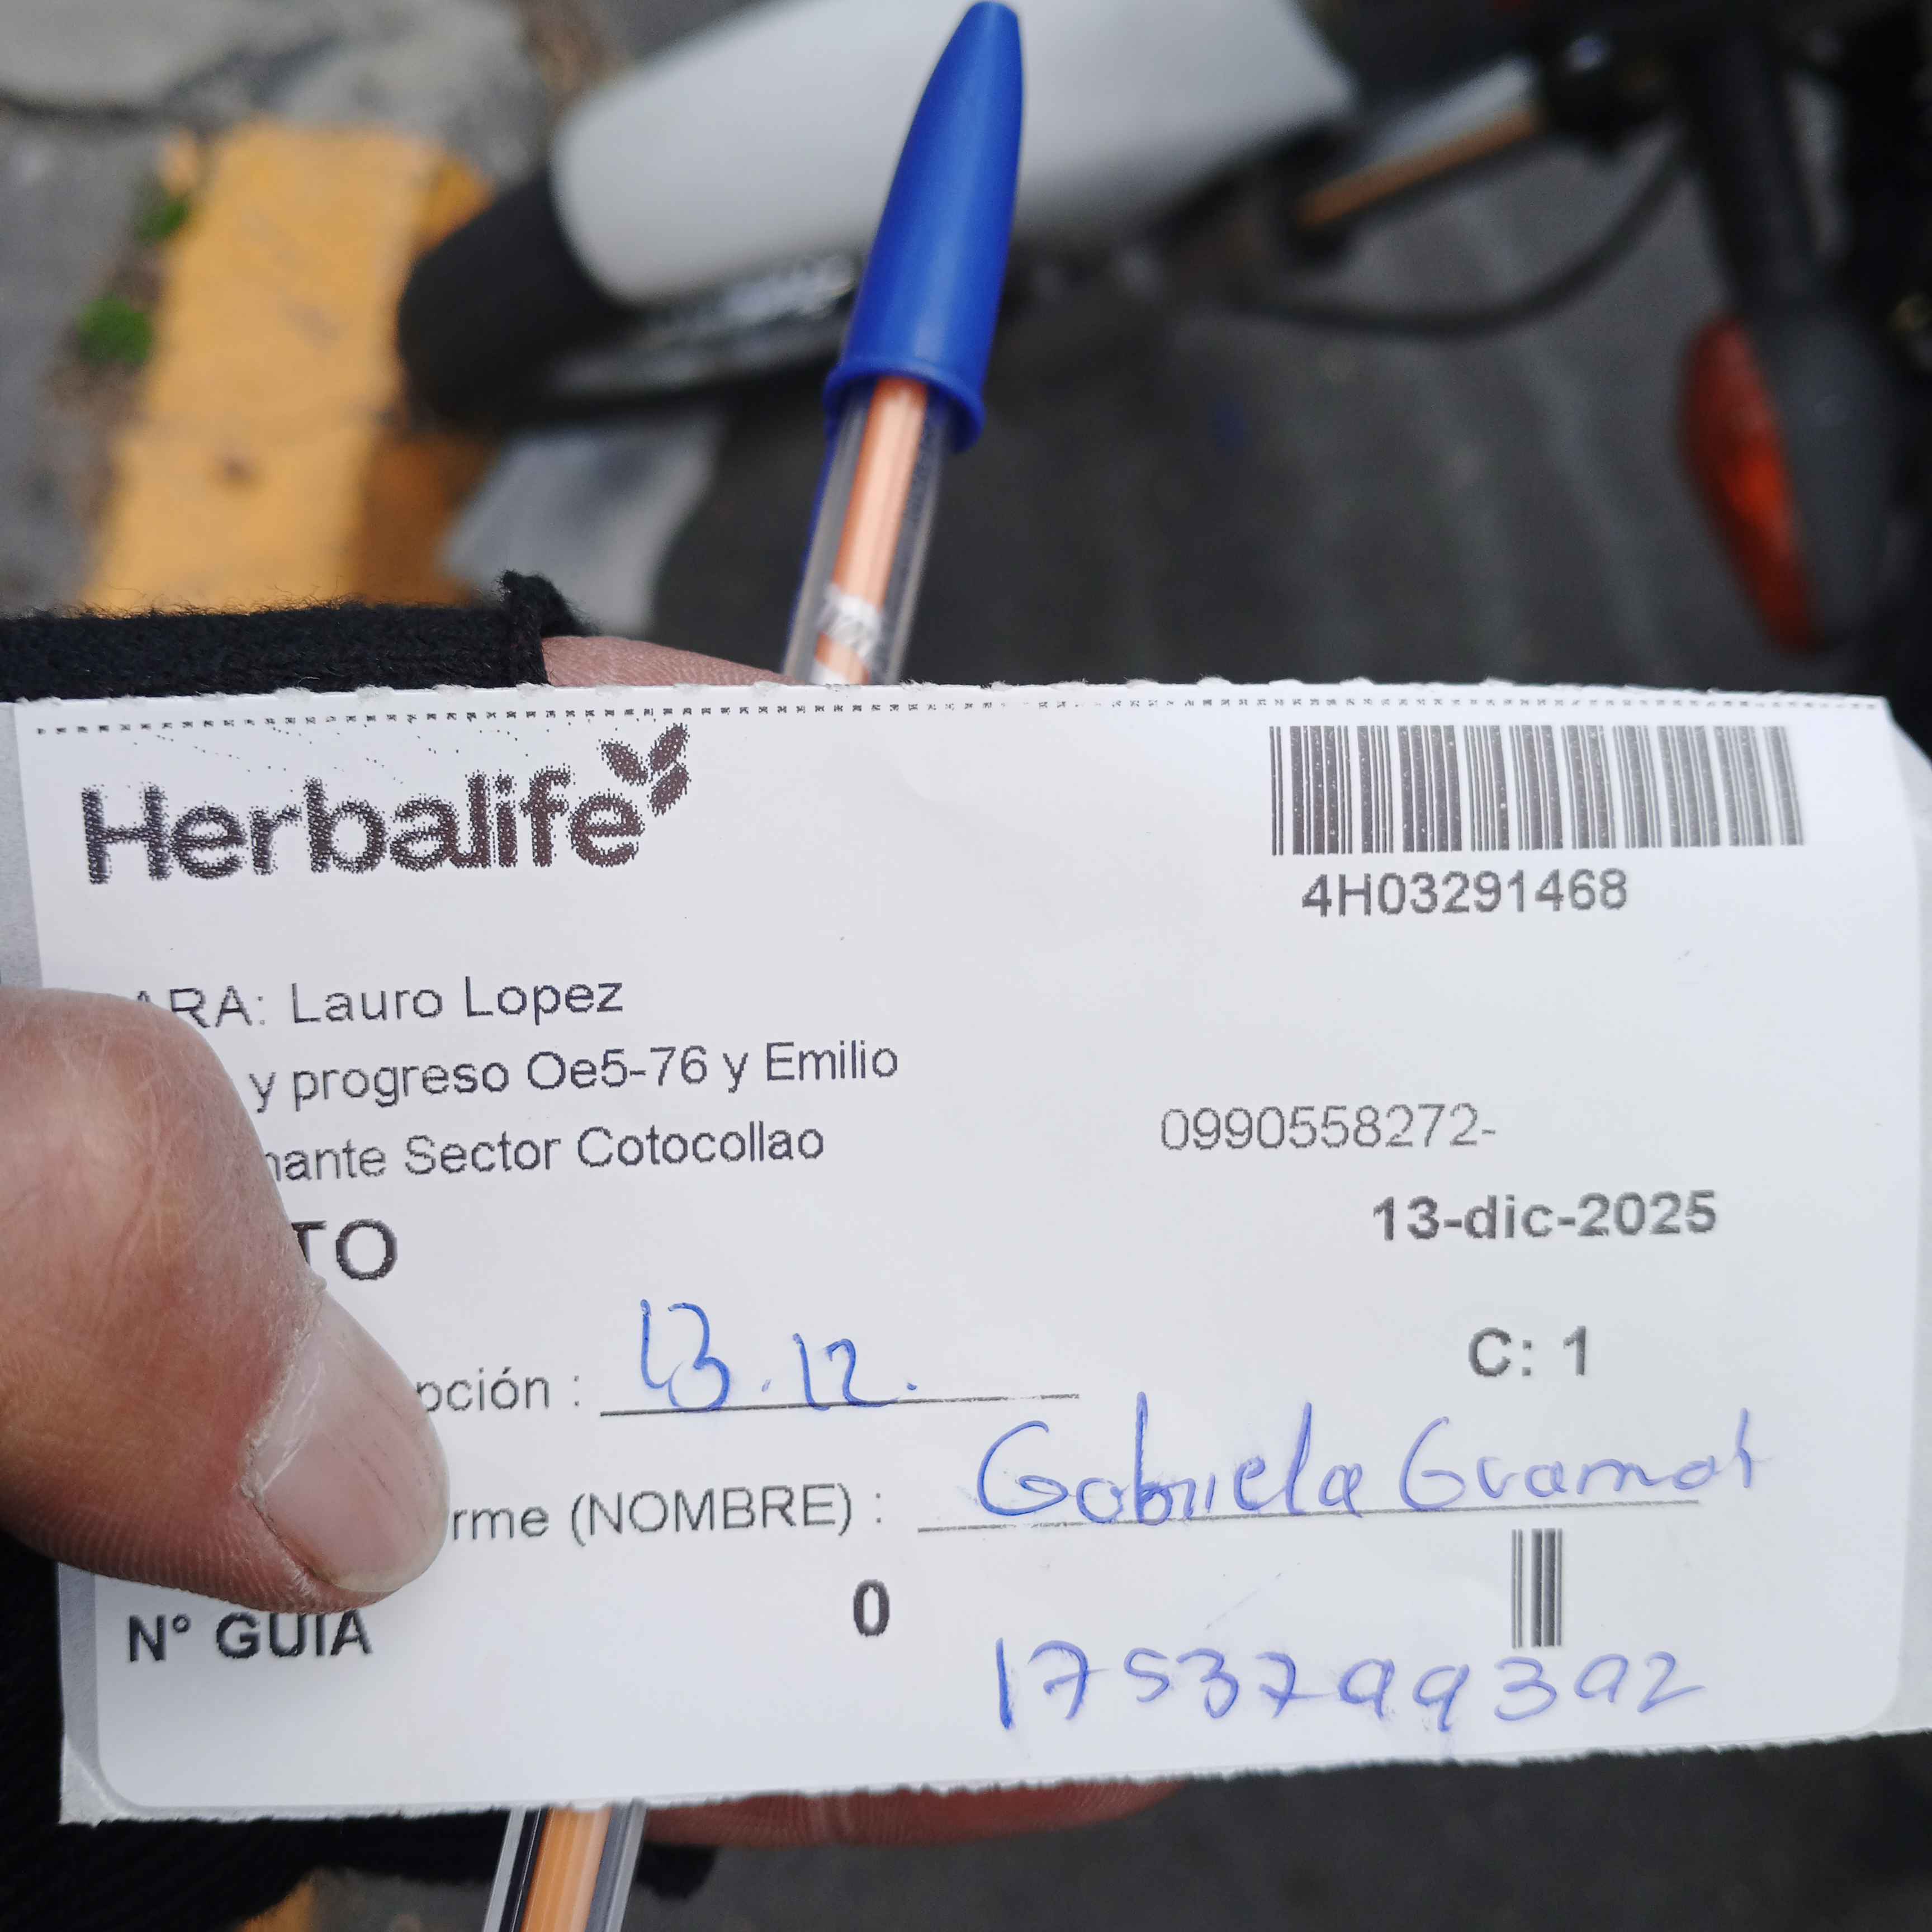 Herbalife
4H03291468
ARA: Lauro Lopez
y progreso Oe5-76 y Emilio
nante Sector Cotocollao
0990558272-
TO
13-dic-2025
C: 1
pción : 13.12.
rme (NOMBRE) : Gabriela Guamat
N° GUIA 0
1753799392